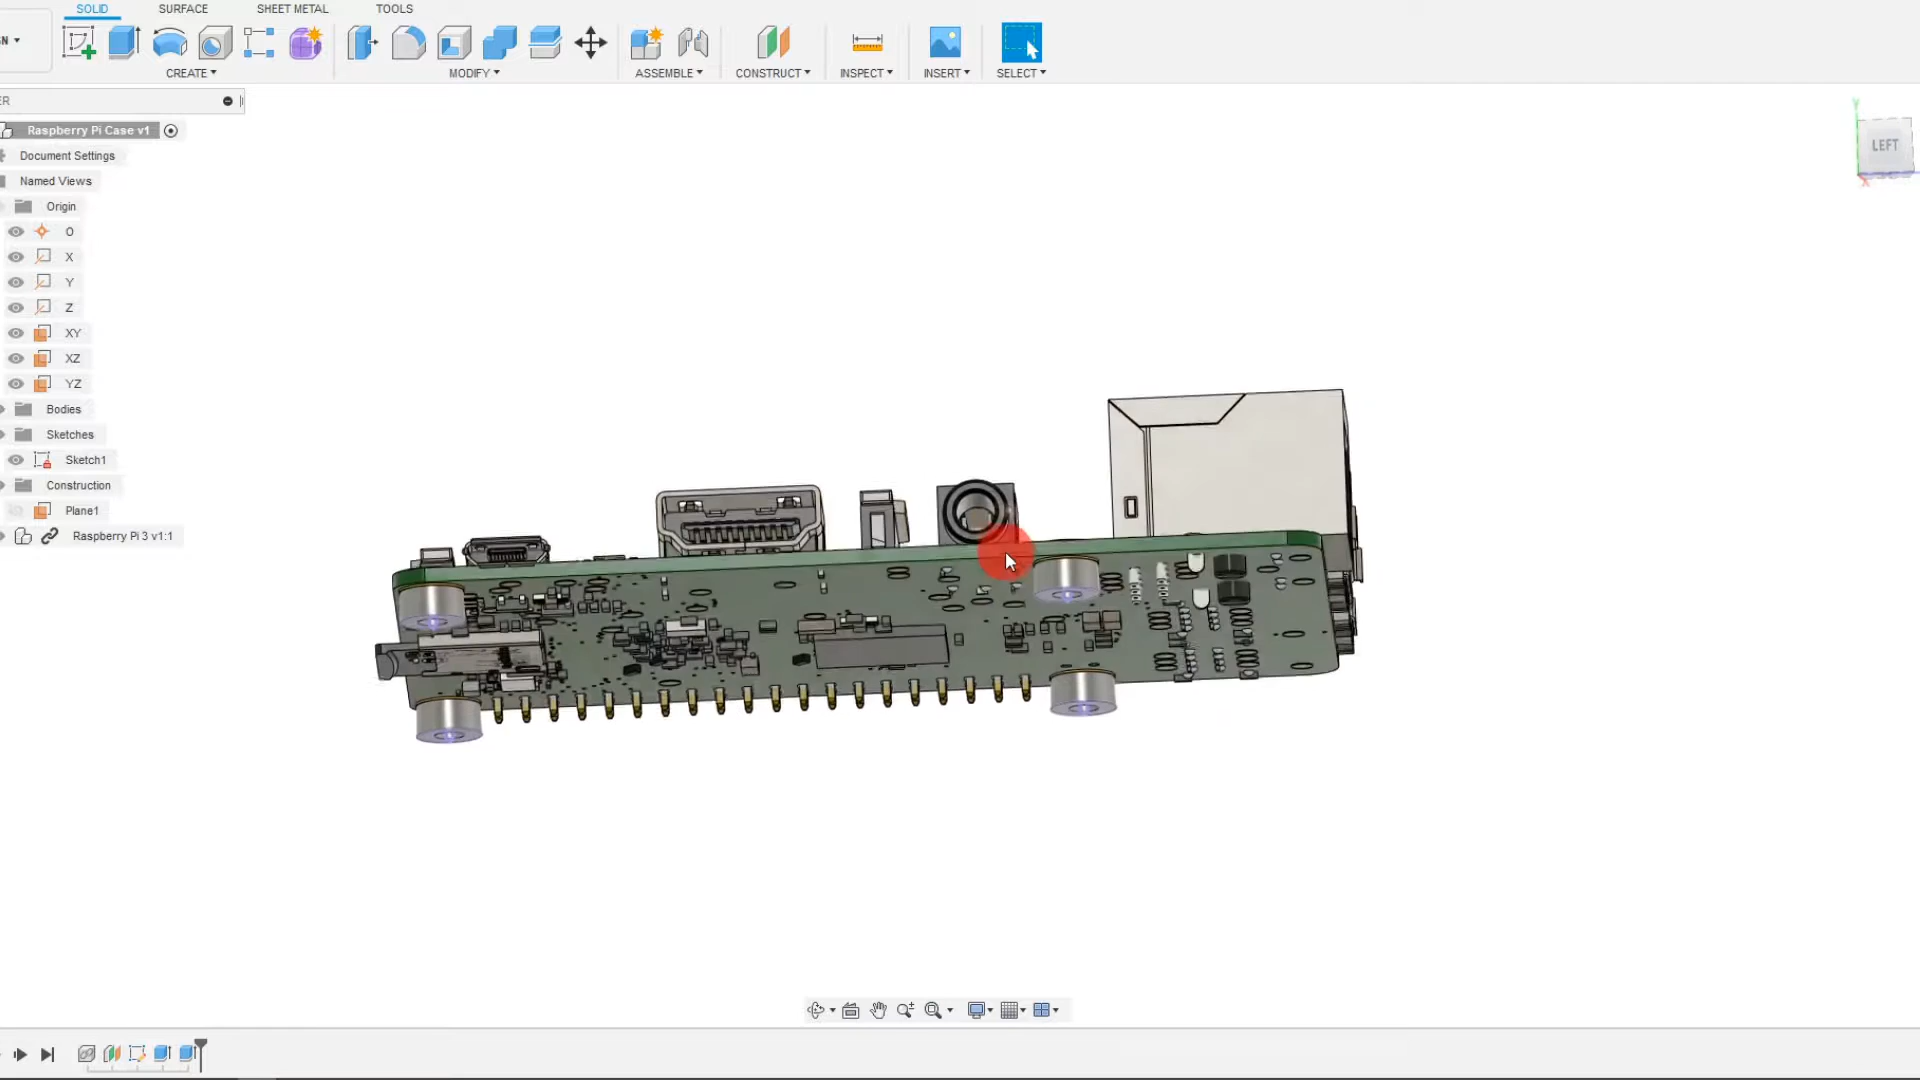 SOLID SURFACE SHEET METAL TOOLS
CREATE MODIFY ASSEMBLE CONSTRUCT INSPECT INSERT SELECT
Raspberry Pi Case v1
Document Settings
Named Views
Origin
O
X
Y
Z
XY
XZ
YZ
Bodies
Sketches
Sketch1
Construction
Plane1
Raspberry Pi 3 v1:1
LEFT